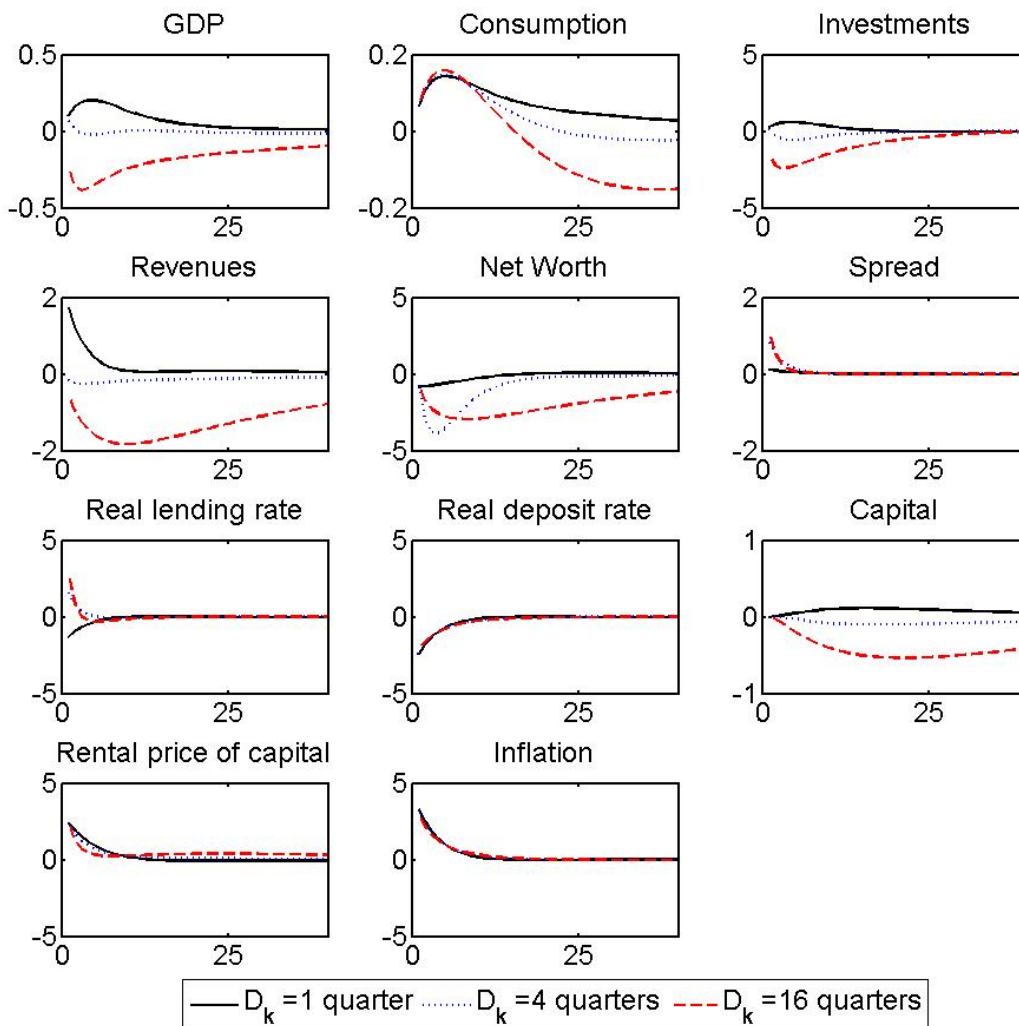 GDP Consumption Investments
0.5 0.2 5
0 0 0
-0.5 -0.2 -5
0 25 0 25 0 25
Revenues Net Worth Spread
2 5 2
0 0 0
-2 -5 2
0 25 0 25 0 25
Real lending rate Real deposit rate Capital
5 5 1
0 0 0
-5 -5 -1
0 25 0 25 0 25
Rental price of capital Inflation
5 5
0 0
-5 -5
0 25 0 25
D_k =1 quarter D_k =4 quarters D_k =16 quarters